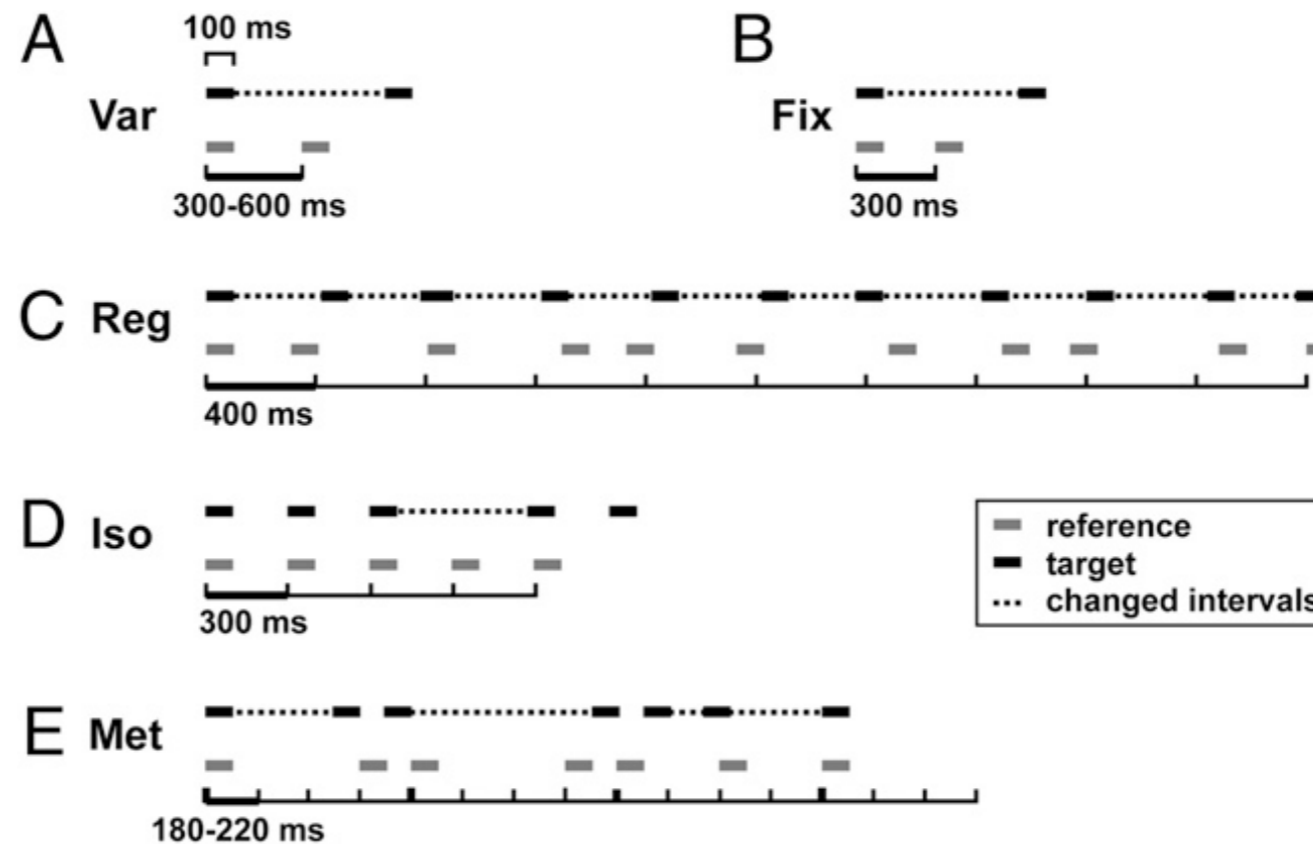 A
100 ms
Var
300-600 ms
B
Fix
300 ms
C Reg
400 ms
D Iso
300 ms
reference
target
changed intervals
E Met
180-220 ms